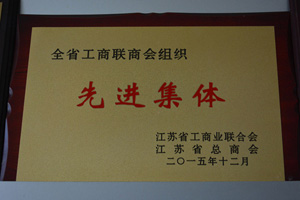 全省工商联商会组织
先进集体
江苏省工商业联合会
江苏省总商会
二〇一五年十二月